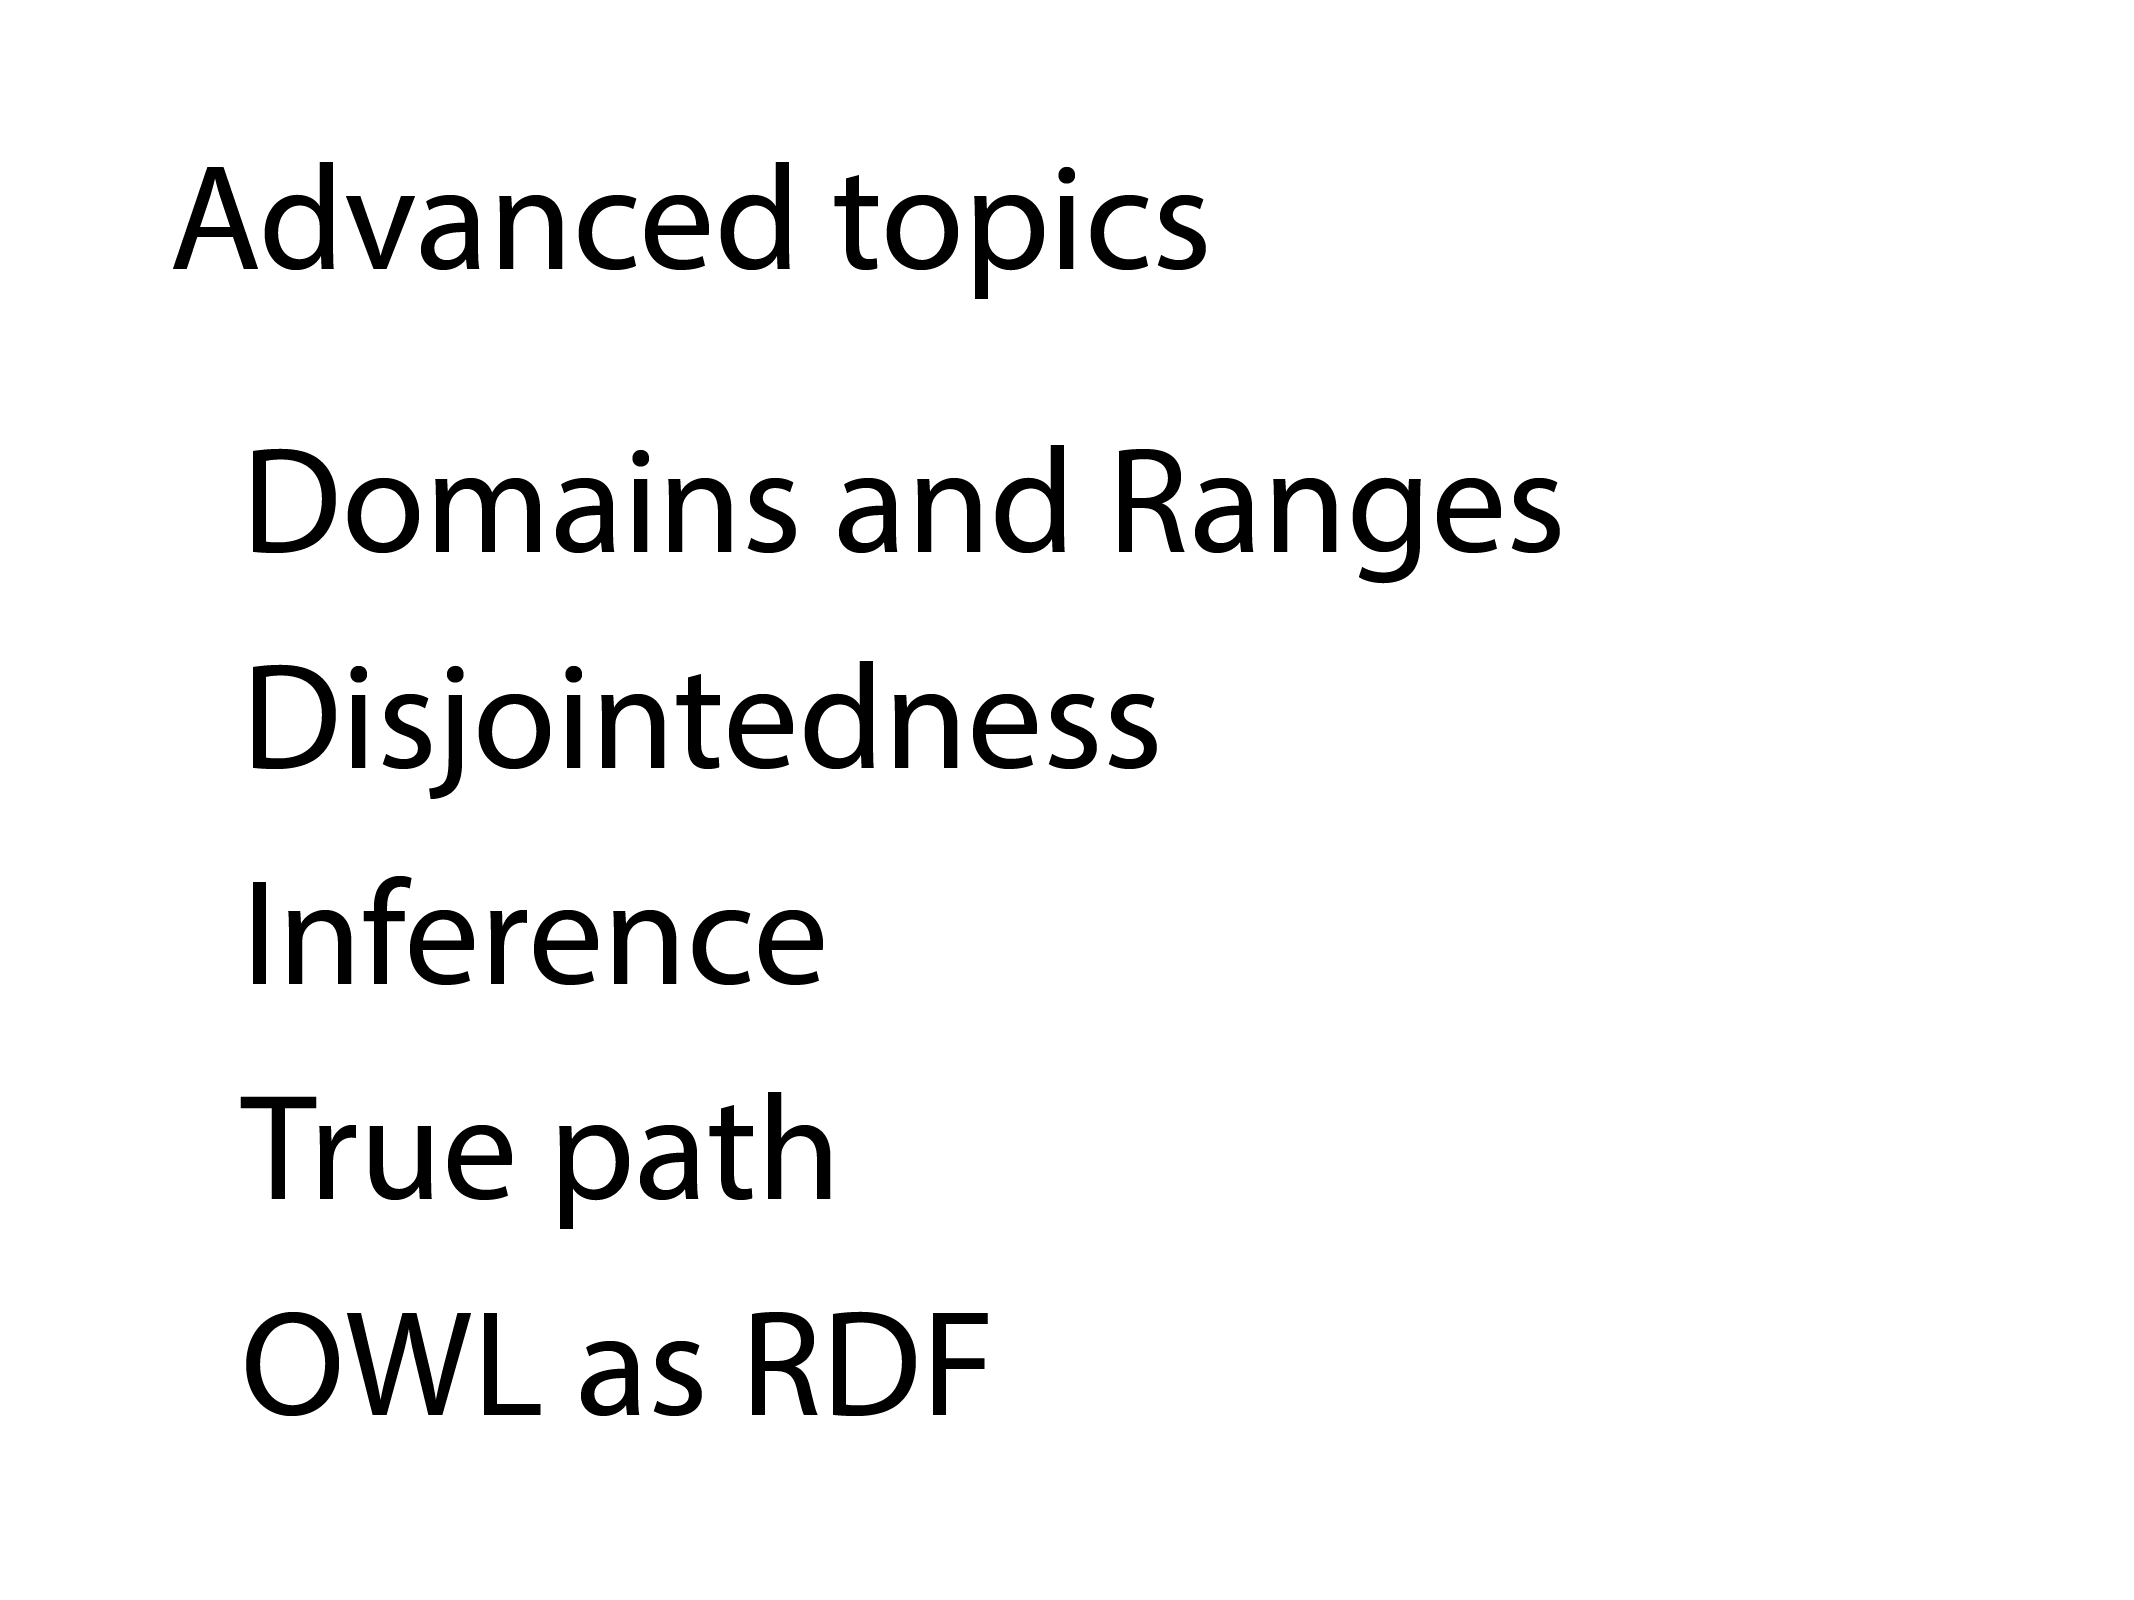 Advanced topics
Domains and Ranges
Disjointedness
Inference
True path
OWL as RDF